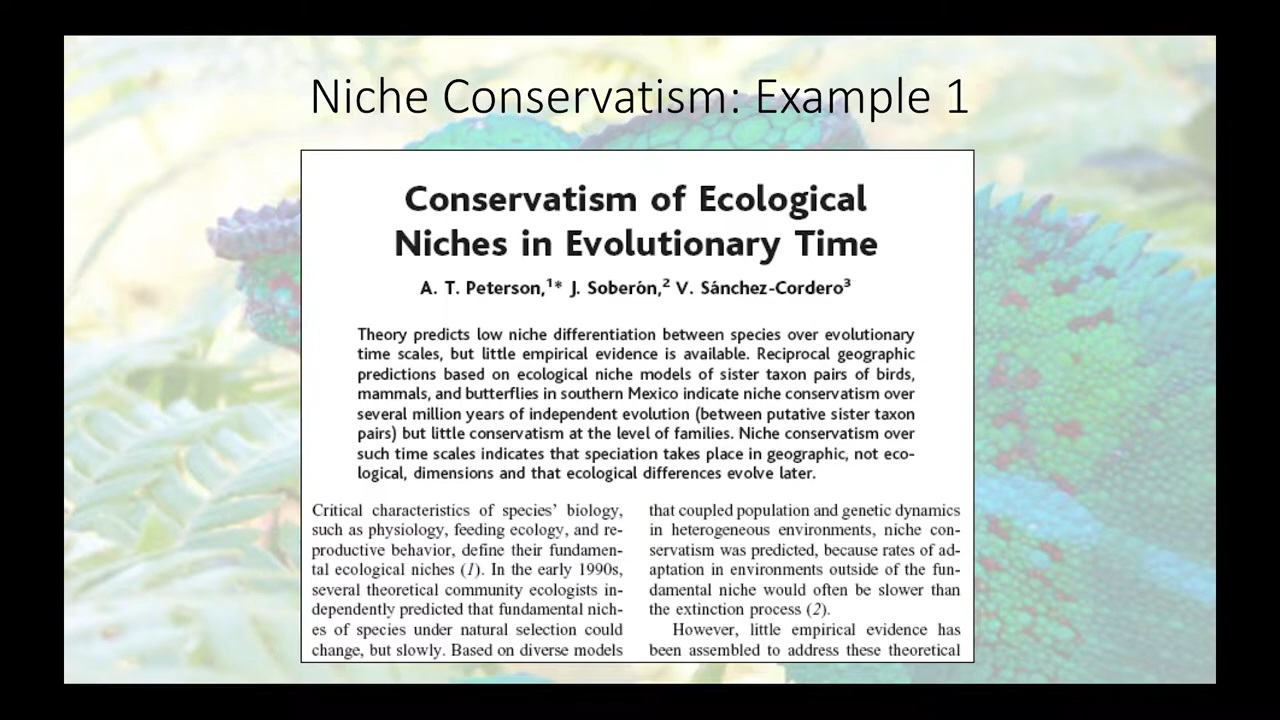 Niche Conservatism: Example 1
Conservatism of Ecological
Niches in Evolutionary Time
A. T. Peterson,¹* J. Soberón,² V. Sánchez-Cordero³
Theory predicts low niche differentiation between species over evolutionary
time scales, but little empirical evidence is available. Reciprocal geographic
predictions based on ecological niche models of sister taxon pairs of birds,
mammals, and butterflies in southern Mexico indicate niche conservatism over
several million years of independent evolution (between putative sister taxon
pairs) but little conservatism at the level of families. Niche conservatism over
such time scales indicates that speciation takes place in geographic, not eco-
logical, dimensions and that ecological differences evolve later.
Critical characteristics of species' biology,
such as physiology, feeding ecology, and re-
productive behavior, define their fundamen-
tal ecological niches (1). In the early 1990s,
several theoretical community ecologists in-
dependently predicted that fundamental nich-
es of species under natural selection could
change, but slowly. Based on diverse models
that coupled population and genetic dynamics
in heterogeneous environments, niche con-
servatism was predicted, because rates of ad-
aptation in environments outside of the fun-
damental niche would often be slower than
the extinction process (2).
However, little empirical evidence has
been assembled to address these theoretical